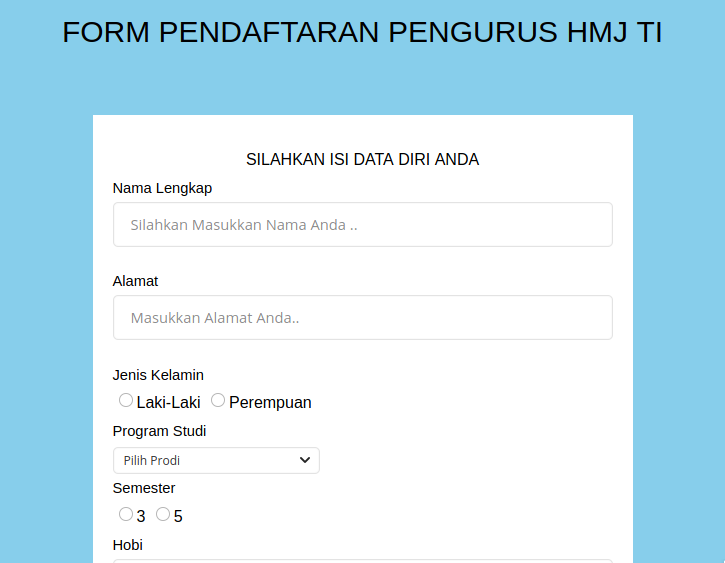 FORM PENDAFTARAN PENGURUS HMJ TI
SILAHKAN ISI DATA DIRI ANDA
Nama Lengkap
Silahkan Masukkan Nama Anda ..
Alamat
Masukkan Alamat Anda..
Jenis Kelamin
Laki-Laki Perempuan
Program Studi
Pilih Prodi
Semester
3 5
Hobi